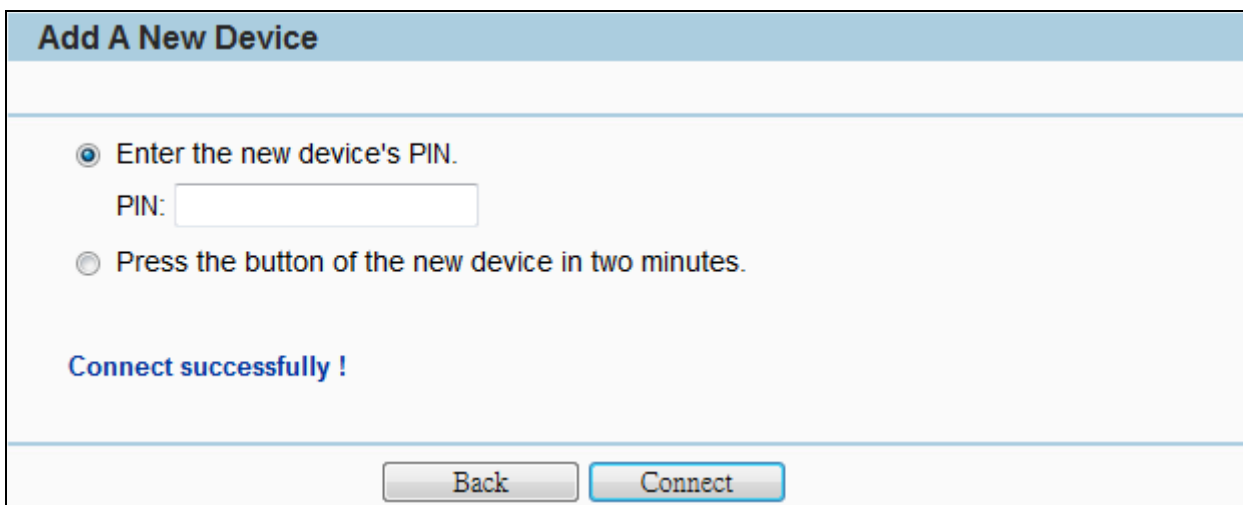 Add A New Device
Enter the new device's PIN.
PIN:
Press the button of the new device in two minutes.
Connect successfully !
Back Connect